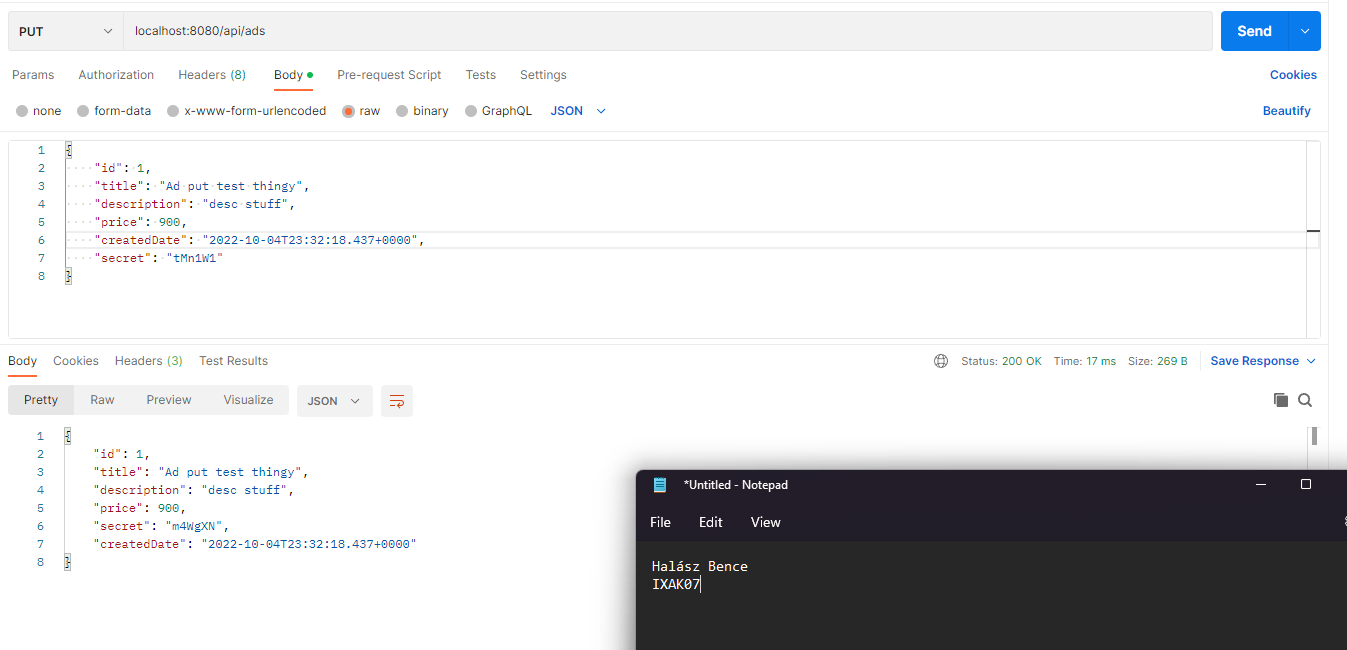 PUT localhost:8080/api/ads Send
Params Authorization Headers (8) Body Pre-request Script Tests Settings Cookies
none form-data x-www-form-urlencoded raw binary GraphQL JSON Beautify
1 {
2 "id": 1,
3 "title": "Ad put test thingy",
4 "description": "desc stuff",
5 "price": 900,
6 "createdDate": "2022-10-04T23:32:18.437+0000",
7 "secret": "tMn1W1"
8 }
Body Cookies Headers (3) Test Results Status: 200 OK Time: 17 ms Size: 269 B Save Response
Pretty Raw Preview Visualize JSON
1 {
2 "id": 1,
3 "title": "Ad put test thingy",
4 "description": "desc stuff",
5 "price": 900,
6 "secret": "m4WgXN",
7 "createdDate": "2022-10-04T23:32:18.437+0000"
8 }
*Untitled - Notepad
File Edit View
Halász Bence
IXAK07